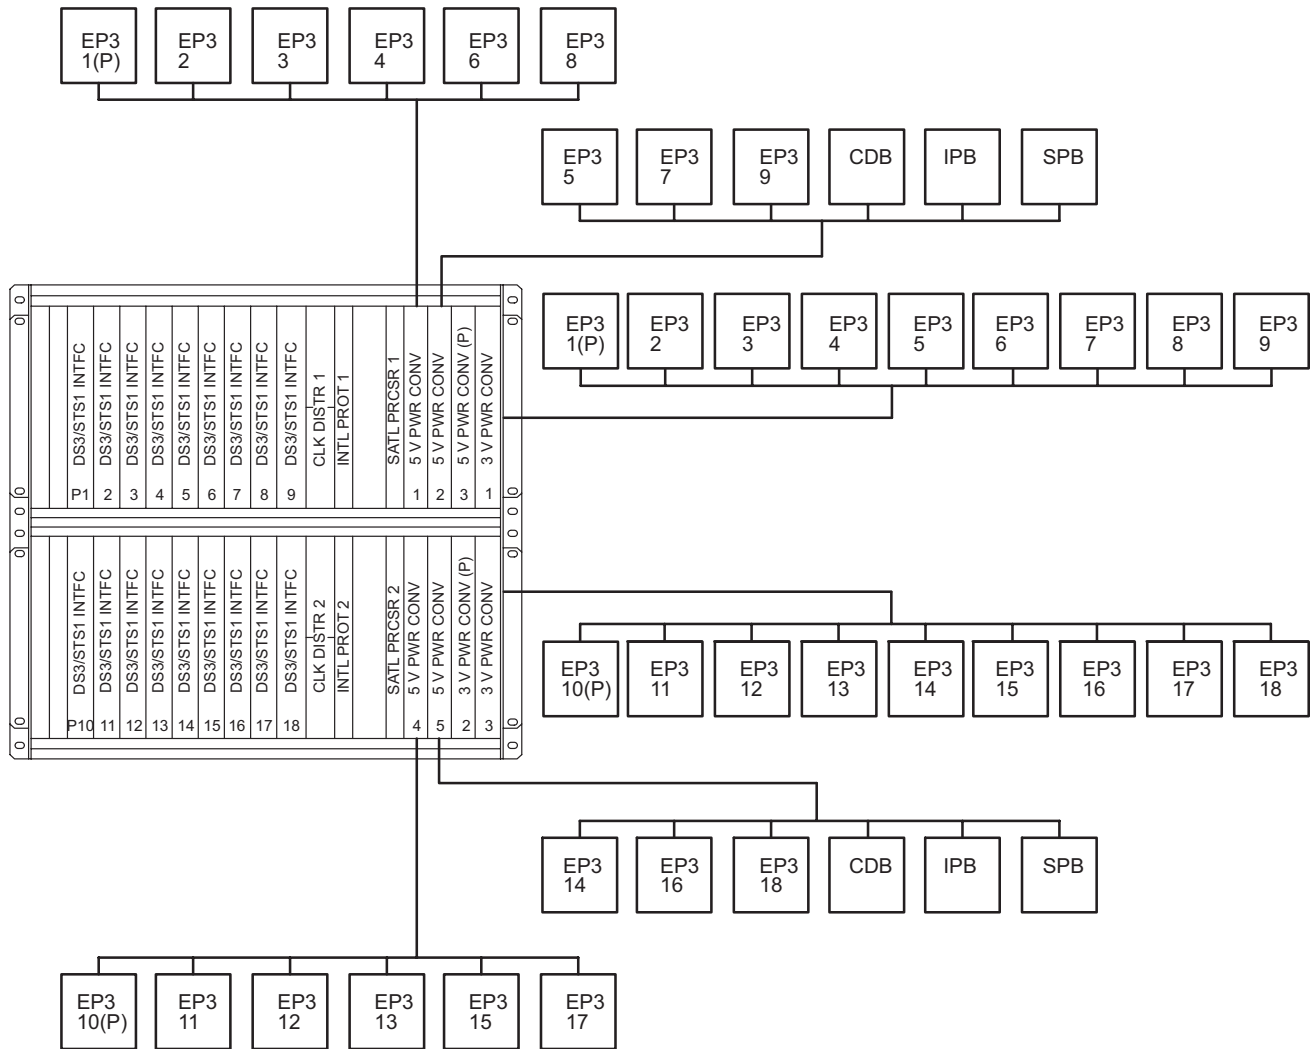 EP3 EP3 EP3 EP3 EP3 EP3
1(P) 2 3 4 6 8
EP3 EP3 EP3 CDB IPB SPB
5 7 9
EP3 EP3 EP3 EP3 EP3 EP3 EP3 EP3 EP3
1(P) 2 3 4 5 6 7 8 9
DS3/STS1 INTFC
DS3/STS1 INTFC
DS3/STS1 INTFC
DS3/STS1 INTFC
DS3/STS1 INTFC
DS3/STS1 INTFC
DS3/STS1 INTFC
DS3/STS1 INTFC
DS3/STS1 INTFC
CLK DISTR 1
INTL PROT 1
SATL PRCSR 1
5 V PWR CONV
5 V PWR CONV
5 V PWR CONV (P)
3 V PWR CONV
P1 2 3 4 5 6 7 8 9 1 2 3 1
DS3/STS1 INTFC
DS3/STS1 INTFC
DS3/STS1 INTFC
DS3/STS1 INTFC
DS3/STS1 INTFC
DS3/STS1 INTFC
DS3/STS1 INTFC
DS3/STS1 INTFC
DS3/STS1 INTFC
CLK DISTR 2
INTL PROT 2
SATL PRCSR 2
5 V PWR CONV
5 V PWR CONV
3 V PWR CONV (P)
3 V PWR CONV
P10 11 12 13 14 15 16 17 18 4 5 2 3
EP3 EP3 EP3 EP3 EP3 EP3 EP3 EP3 EP3
10(P) 11 12 13 14 15 16 17 18
EP3 EP3 EP3 CDB IPB SPB
14 16 18
EP3 EP3 EP3 EP3 EP3 EP3
10(P) 11 12 13 15 17